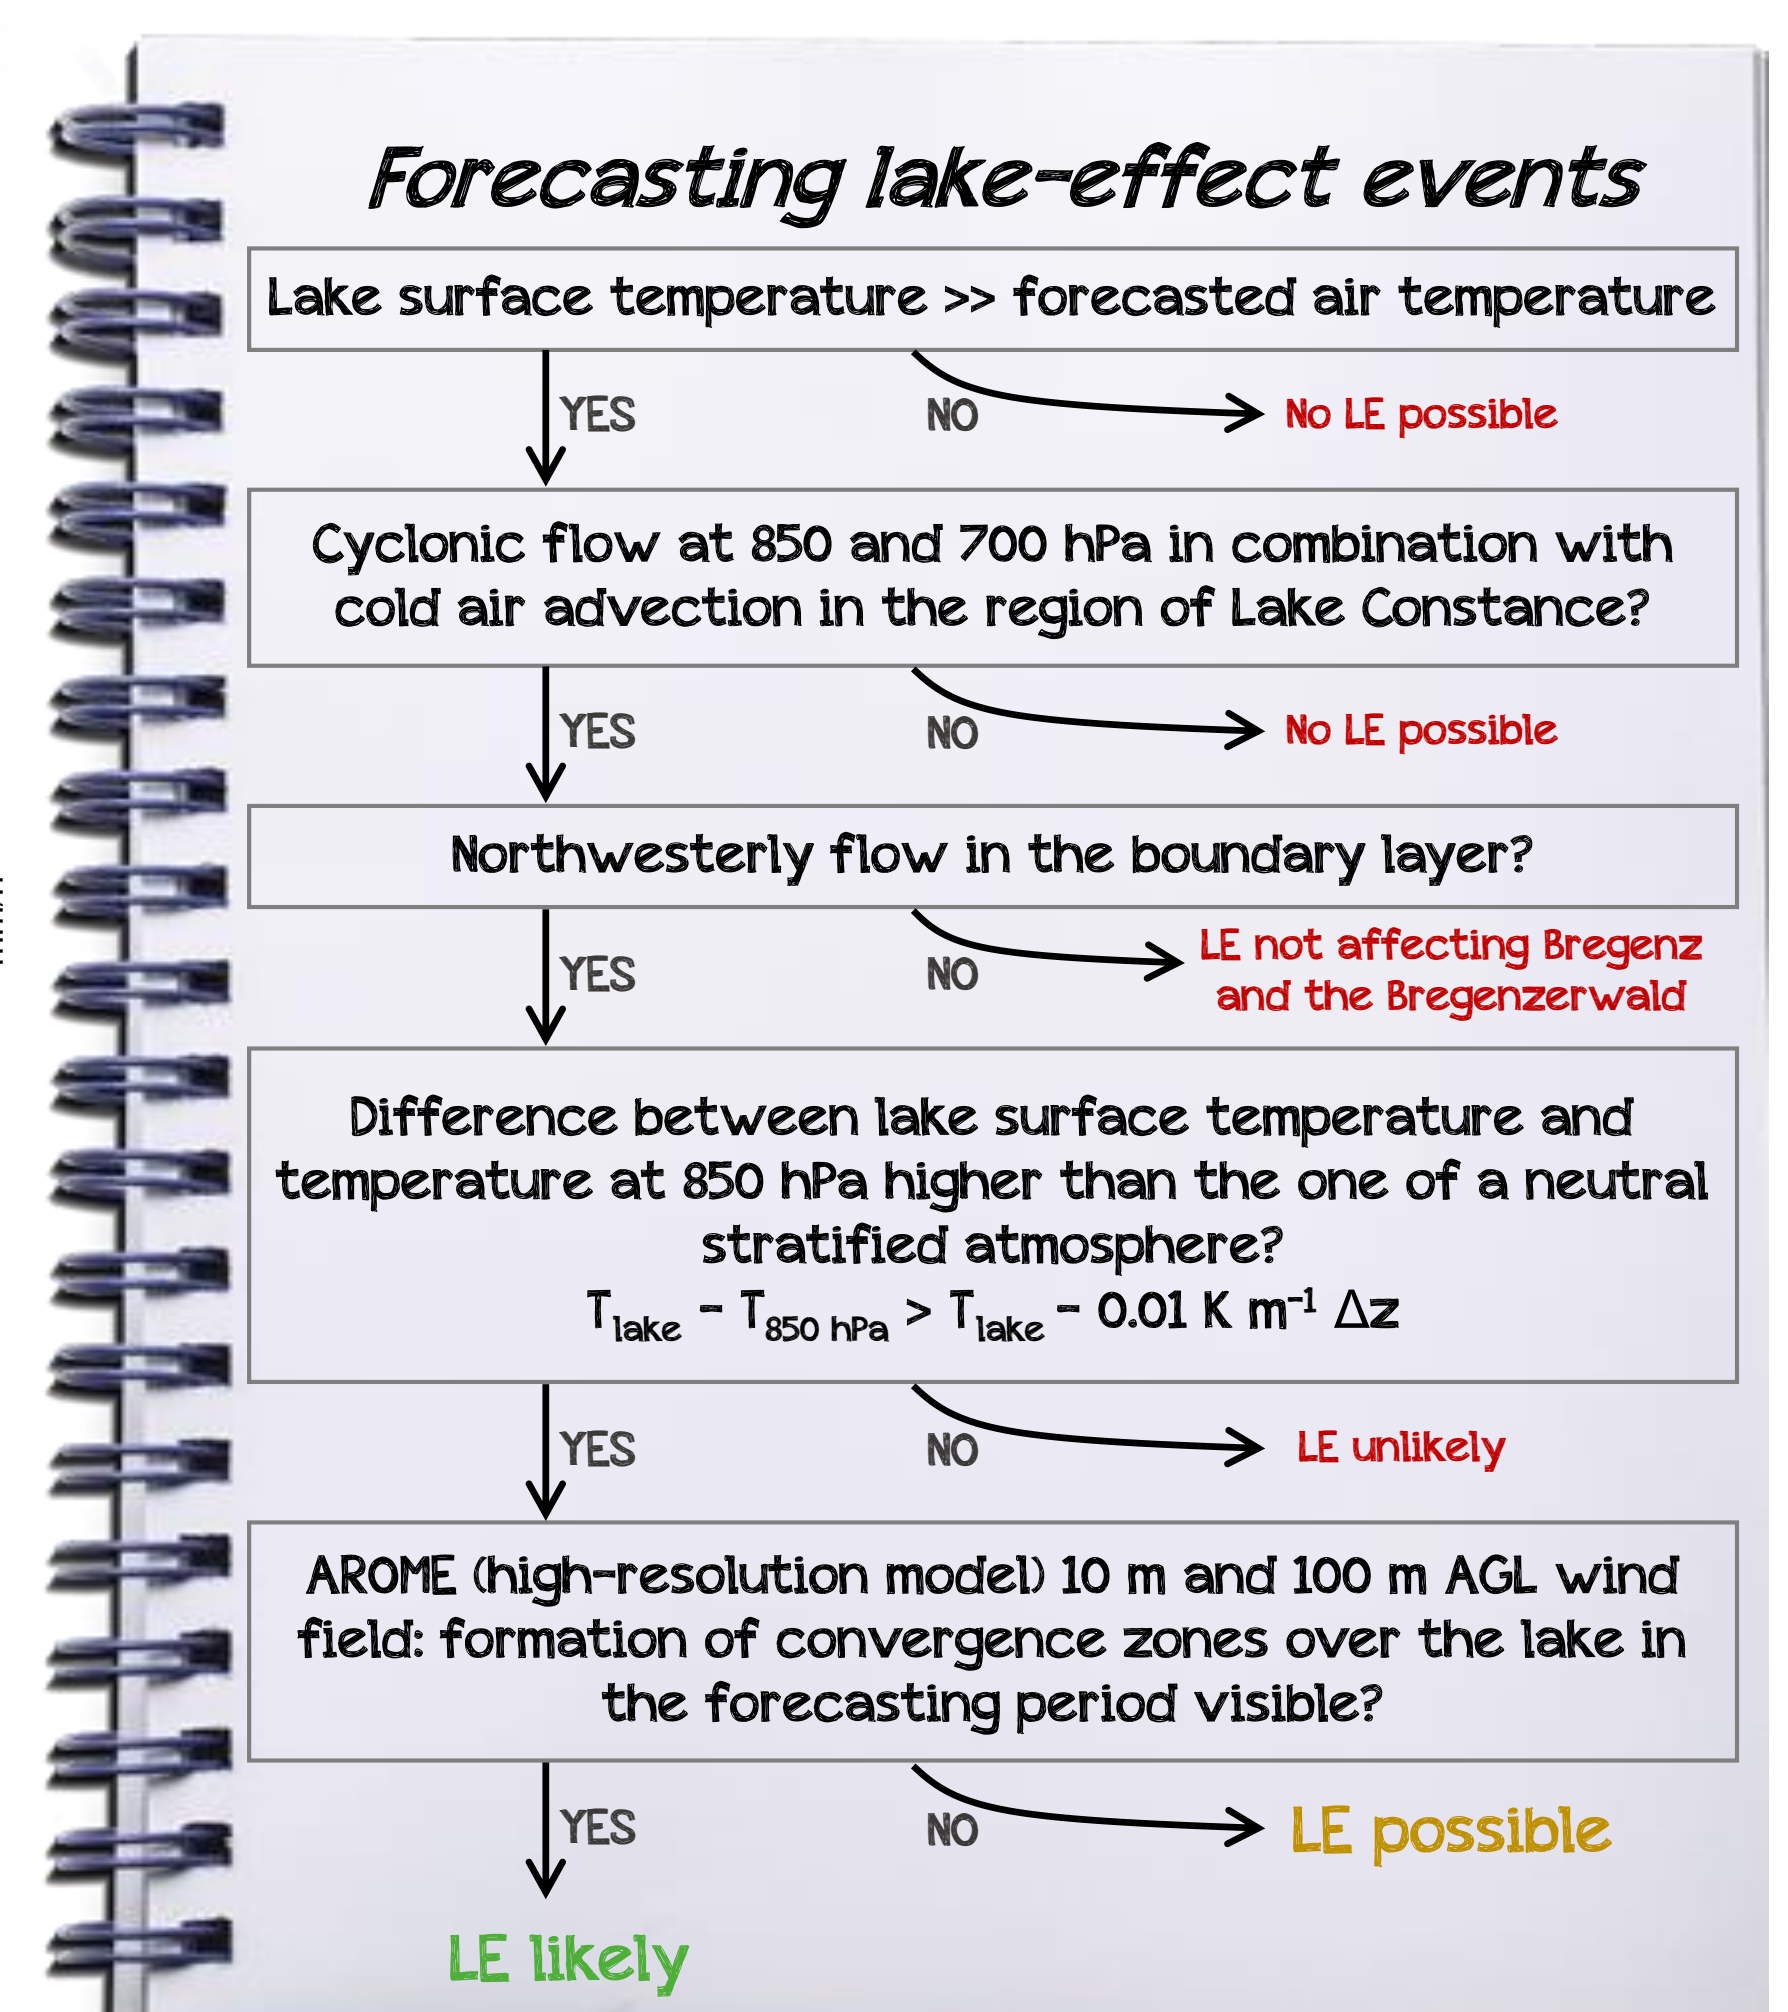 Forecasting lake-effect events
Lake surface temperature >> forecasted air temperature
YES
NO
No LE possible
Cyclonic flow at 850 and 700 hPa in combination with
cold air advection in the region of Lake Constance?
YES
NO
No LE possible
Northwesterly flow in the boundary layer?
YES
NO
LE not affecting Bregenz
and the Bregenzerwald
Difference between lake surface temperature and
temperature at 850 hPa higher than the one of a neutral
stratified atmosphere?
T_lake - T_850 hPa > T_lake - 0.01 K m⁻¹ Δz
YES
NO
LE unlikely
AROME (high-resolution model) 10 m and 100 m AGL wind
field: formation of convergence zones over the lake in
the forecasting period visible?
YES
NO
LE possible
LE likely